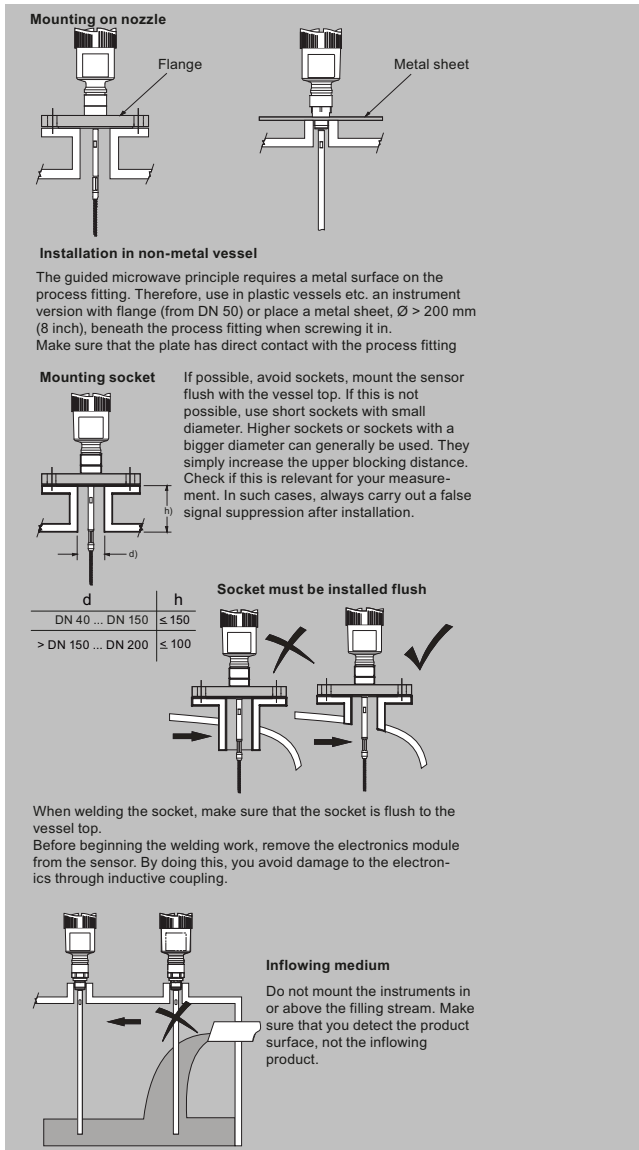 Mounting on nozzle
Flange
Metal sheet
Installation in non-metal vessel
The guided microwave principle requires a metal surface on the
process fitting. Therefore, use in plastic vessels etc. an instrument
version with flange (from DN 50) or place a metal sheet, Ø > 200 mm
(8 inch), beneath the process fitting when screwing it in.
Make sure that the plate has direct contact with the process fitting
Mounting socket
If possible, avoid sockets, mount the sensor
flush with the vessel top. If this is not
possible, use short sockets with small
diameter. Higher sockets or sockets with a
bigger diameter can generally be used. They
simply increase the upper blocking distance.
Check if this is relevant for your measure-
ment. In such cases, always carry out a false
signal suppression after installation.
h)
d)
d h
DN 40 ... DN 150 ≤ 150
> DN 150 ... DN 200 ≤ 100
Socket must be installed flush
When welding the socket, make sure that the socket is flush to the
vessel top.
Before beginning the welding work, remove the electronics module
from the sensor. By doing this, you avoid damage to the electron-
ics through inductive coupling.
Inflowing medium
Do not mount the instruments in
or above the filling stream. Make
sure that you detect the product
surface, not the inflowing
product.